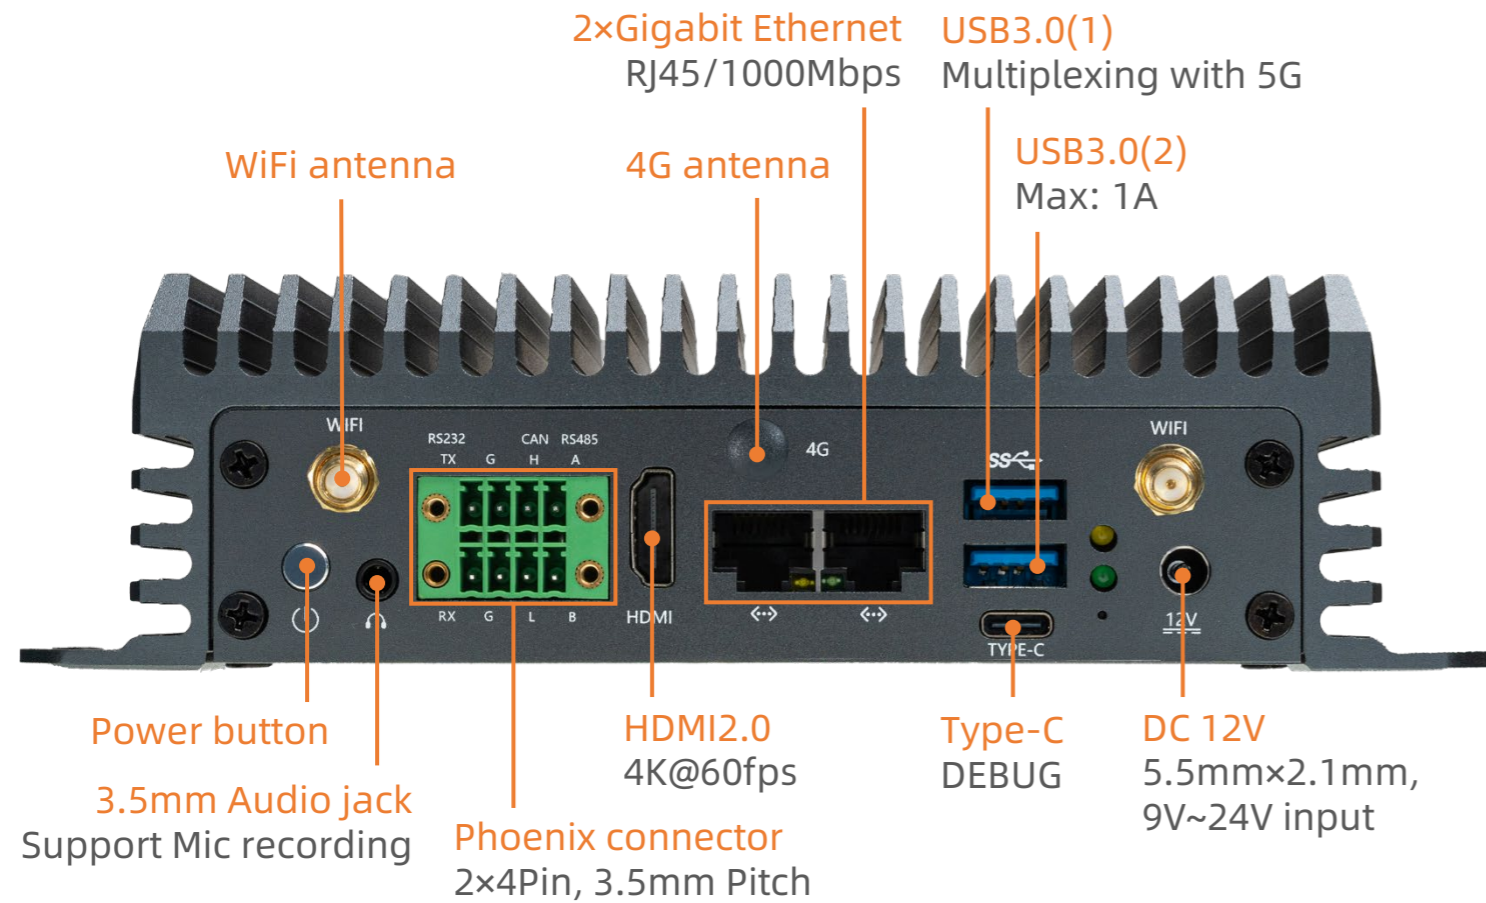 2×Gigabit Ethernet
RJ45/1000Mbps
USB3.0(1)
Multiplexing with 5G
USB3.0(2)
Max: 1A
WiFi antenna
4G antenna
WIFI
RS232 CAN RS485
TX G H A
4G
SS
WIFI
RX G L B
HDMI
TYPE-C
12V
Power button
3.5mm Audio jack
Support Mic recording
Phoenix connector
2×4Pin, 3.5mm Pitch
HDMI2.0
4K@60fps
Type-C
DEBUG
DC 12V
5.5mm×2.1mm,
9V~24V input